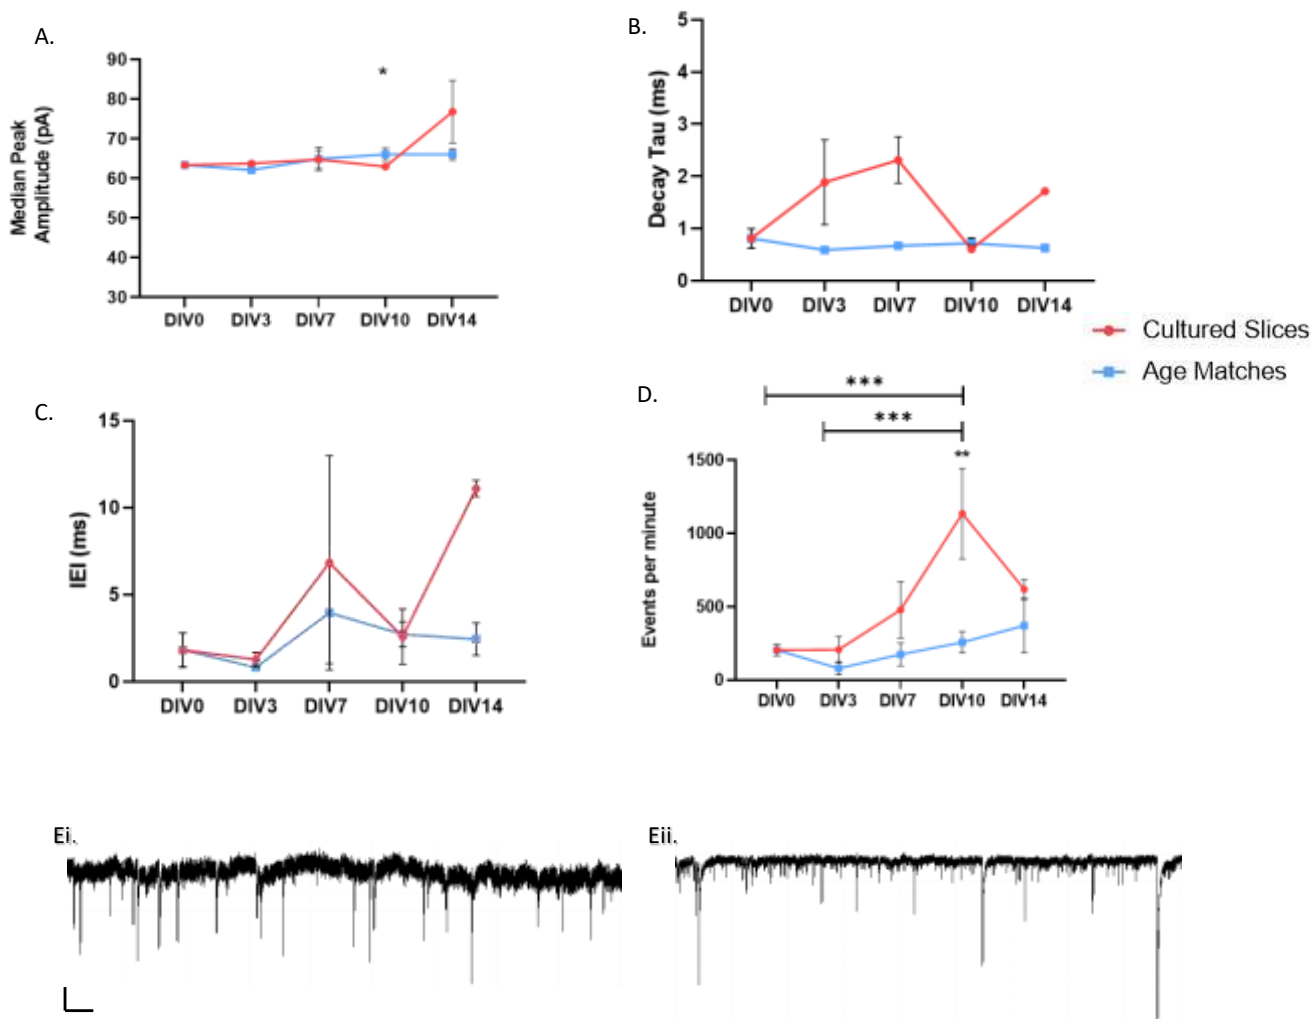 A.
Median Peak
Amplitude (pA)
90
80
70
60
50
40
30
*
DIV0 DIV3 DIV7 DIV10 DIV14
B.
Decay Tau (ms)
5
4
3
2
1
0
DIV0 DIV3 DIV7 DIV10 DIV14
Cultured Slices
Age Matches
C.
IEI (ms)
15
10
5
0
DIV0 DIV3 DIV7 DIV10 DIV14
D.
***
***
**
Events per minute
1500
1000
500
0
DIV0 DIV3 DIV7 DIV10 DIV14
Ei.
Eii.